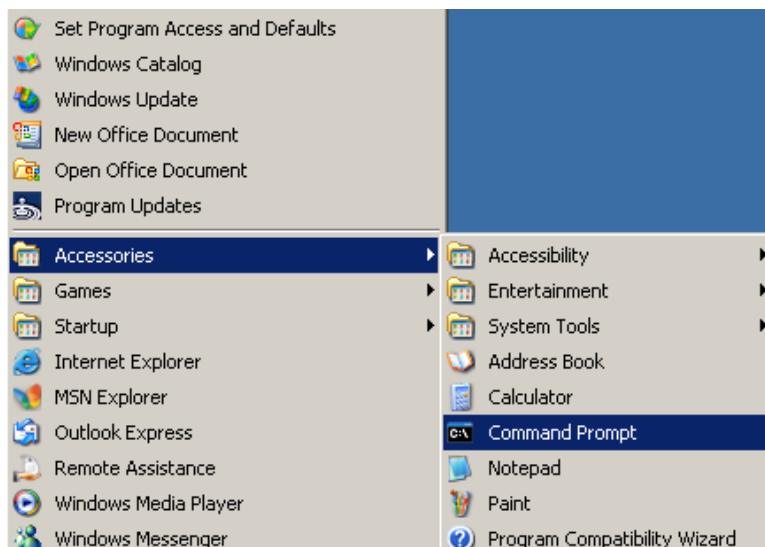 Set Program Access and Defaults
Windows Catalog
Windows Update
New Office Document
Open Office Document
Program Updates
Accessories
Games
Startup
Internet Explorer
MSN Explorer
Outlook Express
Remote Assistance
Windows Media Player
Windows Messenger
Accessibility
Entertainment
System Tools
Address Book
Calculator
C:\
Command Prompt
Notepad
Paint
Program Compatibility Wizard